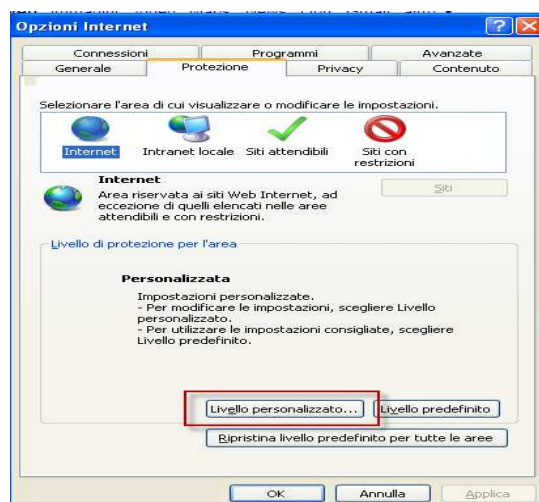 Opzioni Internet
Connessioni Programmi Avanzate
Generale Protezione Privacy Contenuto
Selezionare l'area di cui visualizzare o modificare le impostazioni.
Internet Intranet locale Siti attendibili Siti con restrizioni
Internet
Siti
Area riservata ai siti Web Internet, ad
eccezione di quelli elencati nelle aree
attendibili e con restrizioni.
Livello di protezione per l'area
Personalizzata
Impostazioni personalizzate.
- Per modificare le impostazioni, scegliere Livello
personalizzato.
- Per utilizzare le impostazioni consigliate, scegliere
Livello predefinito.
Livello personalizzato... Livello predefinito
Ripristina livello predefinito per tutte le aree
OK Annulla Applica